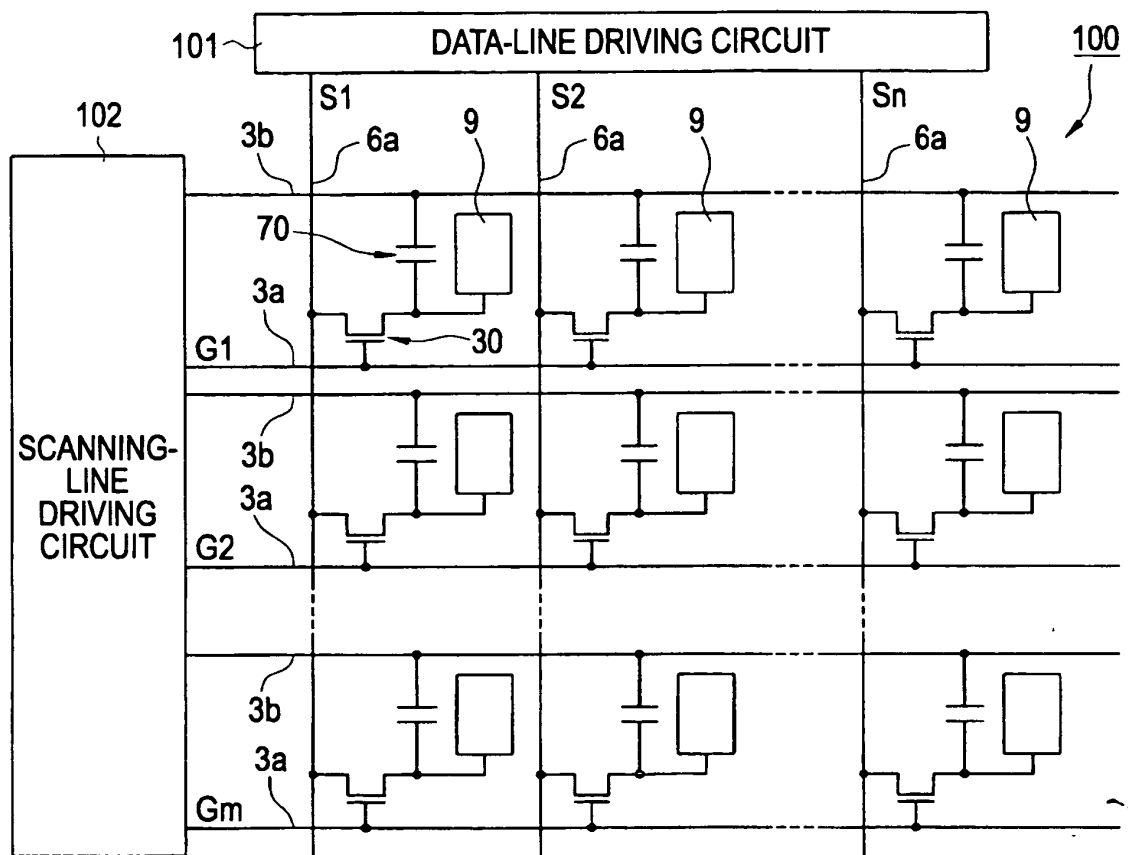 101
DATA-LINE DRIVING CIRCUIT
100
S1
S2
Sn
102
9
9
9
6a
6a
6a
3b
70
3a
G1
30
SCANNING-
LINE
DRIVING
CIRCUIT
3b
3a
G2
3b
3a
Gm